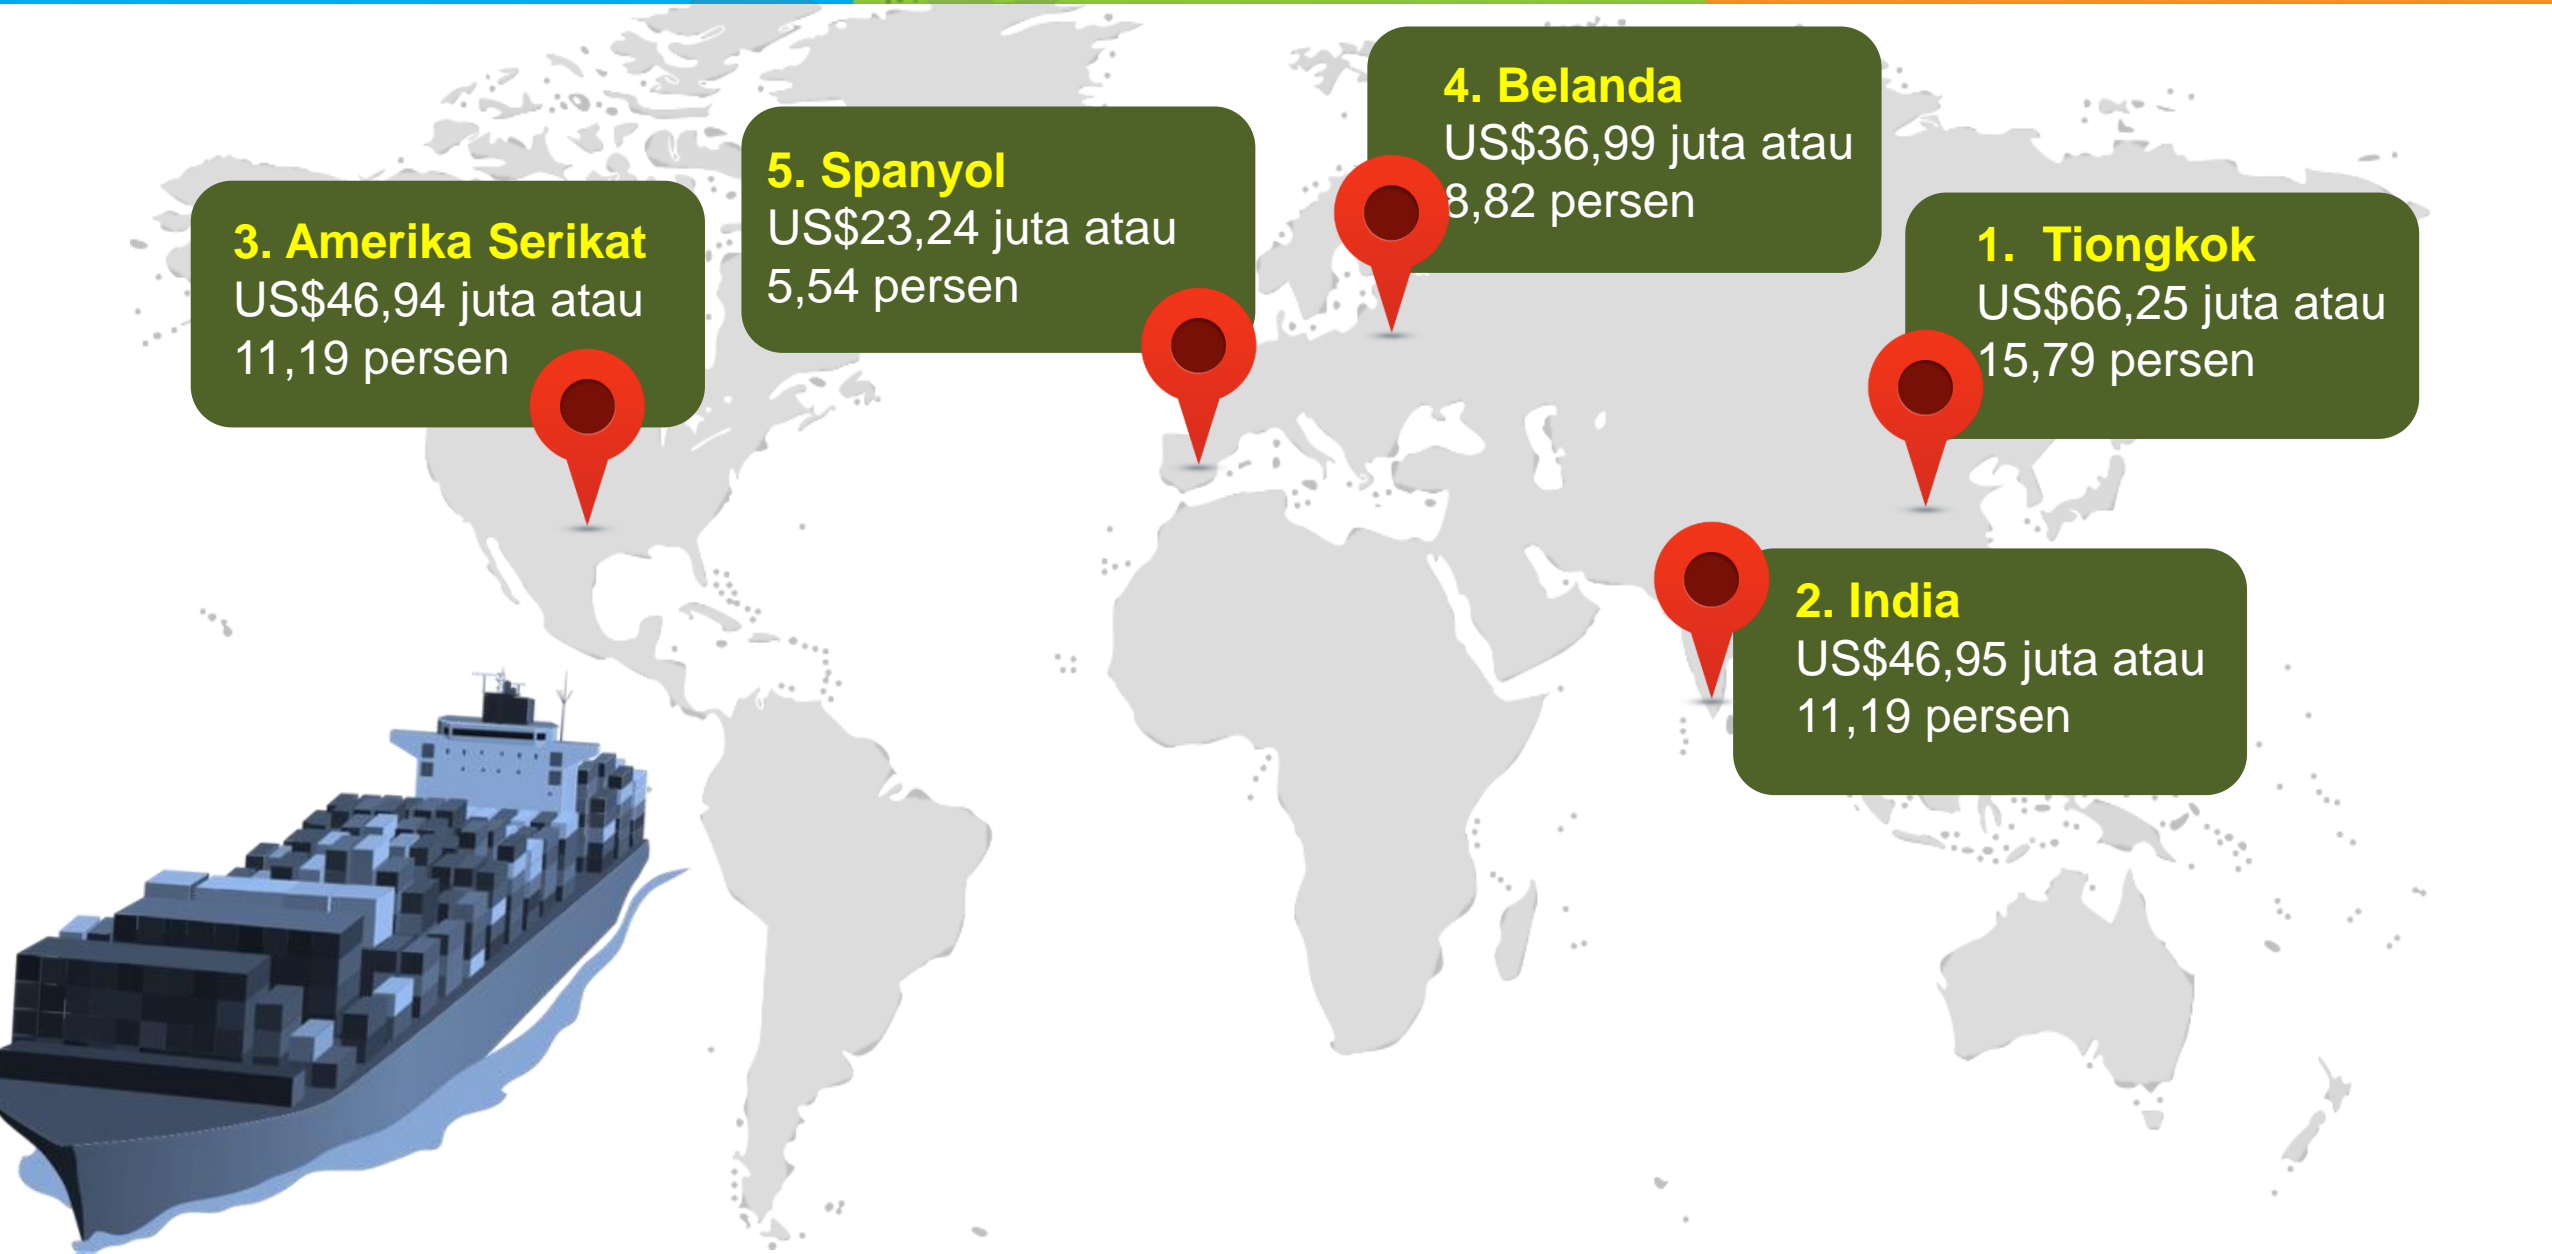 4. Belanda
US$36,99 juta atau
8,82 persen
5. Spanyol
US$23,24 juta atau
5,54 persen
3. Amerika Serikat
US$46,94 juta atau
11,19 persen
1. Tiongkok
US$66,25 juta atau
15,79 persen
2. India
US$46,95 juta atau
11,19 persen